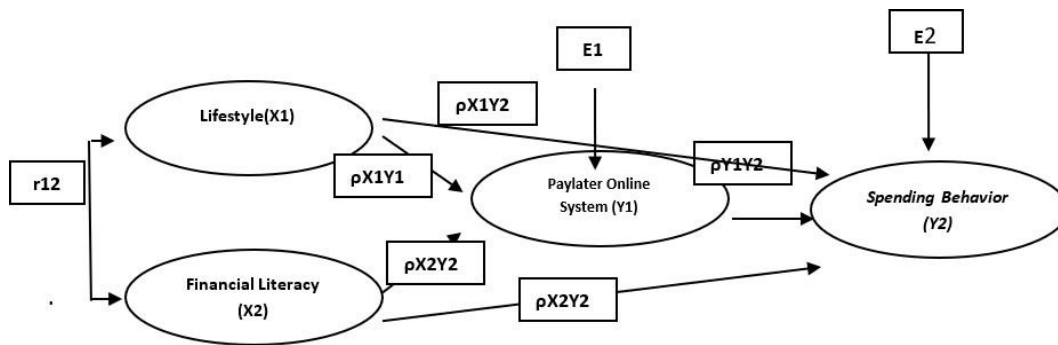 E1
E2
Lifestyle(X1)
ρX1Y2
r12
ρX1Y1
ρY1Y2
Paylater Online
System (Y1)
Spending Behavior
(Y2)
ρX2Y2
Financial Literacy
(X2)
ρX2Y2